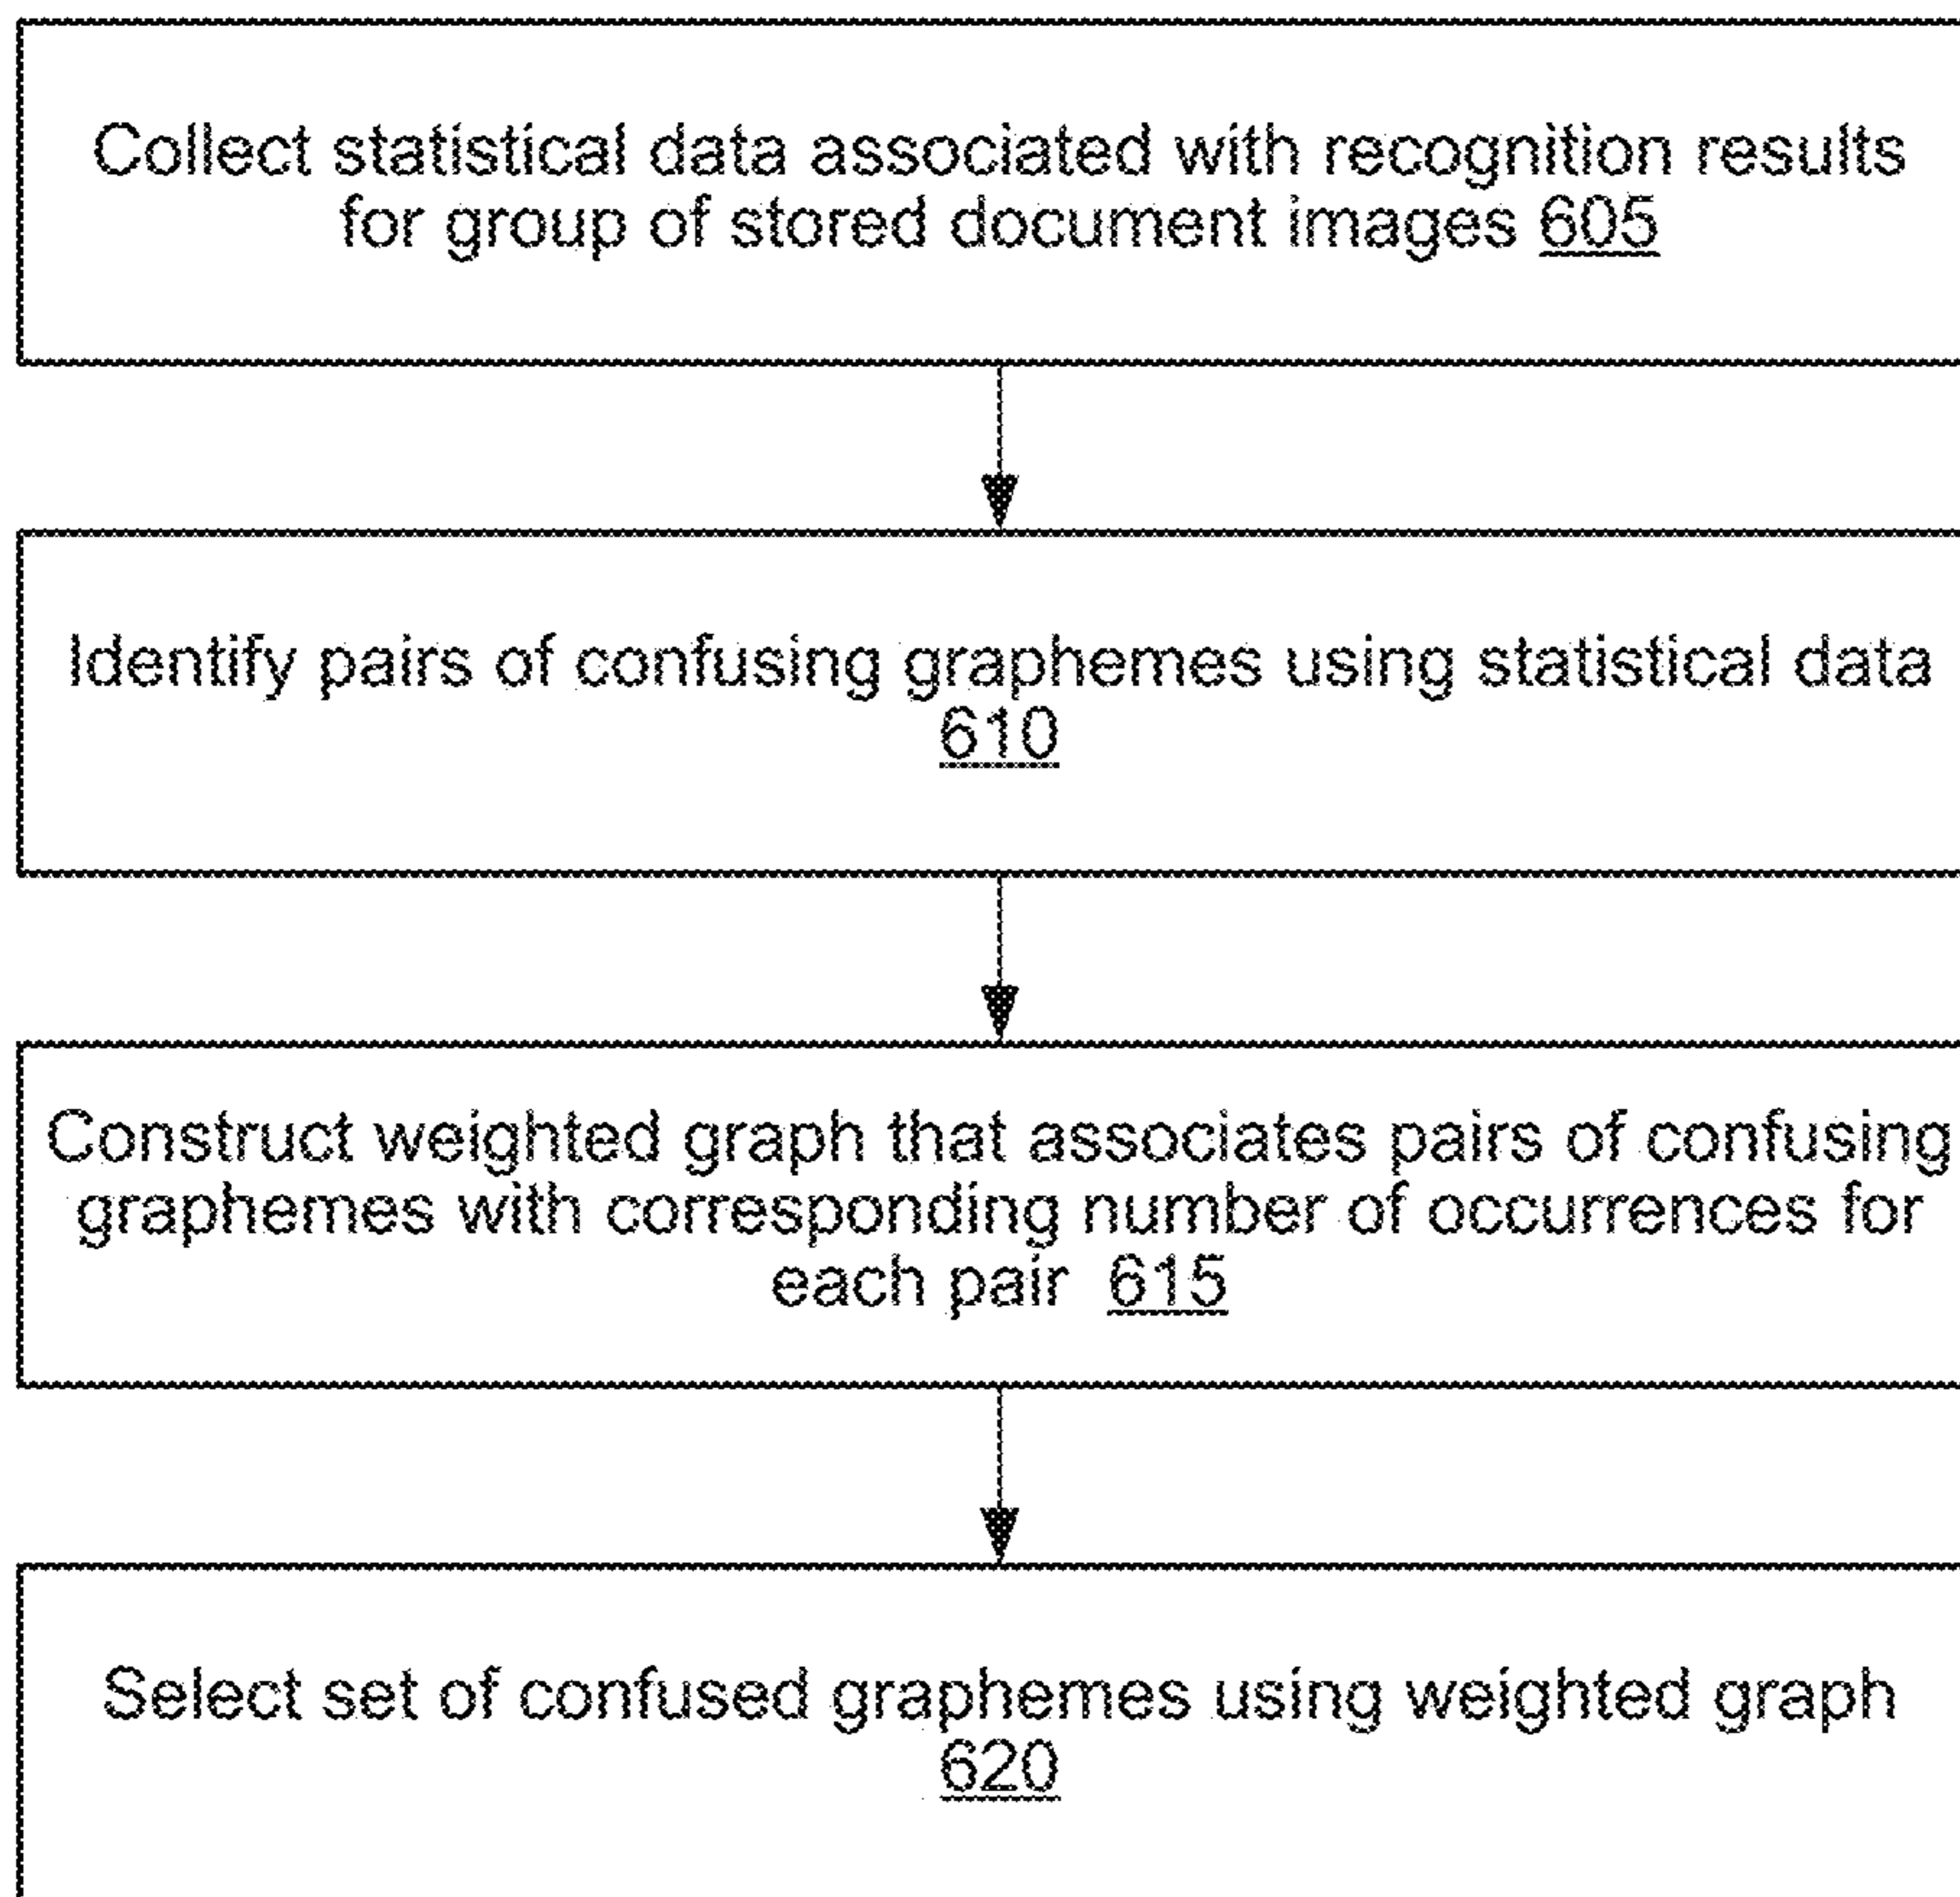 Collect statistical data associated with recognition results
for group of stored document images 605
Identify pairs of confusing graphemes using statistical data
610
Construct weighted graph that associates pairs of confusing
graphemes with corresponding number of occurrences for
each pair 615
Select set of confused graphemes using weighted graph
620